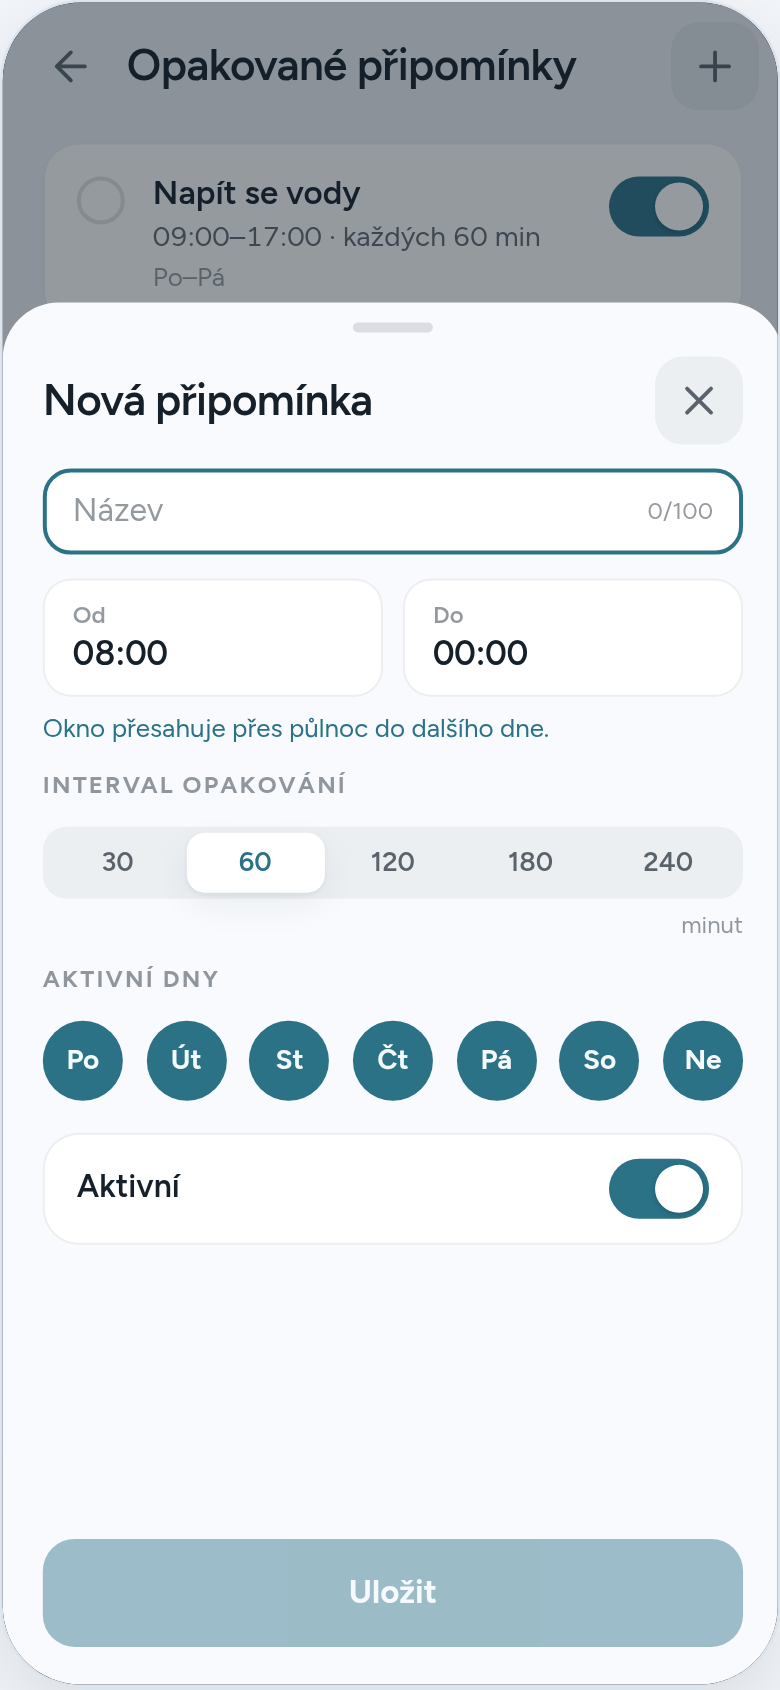 Opakované připomínky
Napít se vody
09:00–17:00 · každých 60 min
Po–Pá
Nová připomínka
Název 0/100
Od Do
08:00 00:00
Okno přesahuje přes půlnoc do dalšího dne.
INTERVAL OPAKOVÁNÍ
30 60 120 180 240
minut
AKTIVNÍ DNY
Po Út St Čt Pá So Ne
Aktivní
Uložit